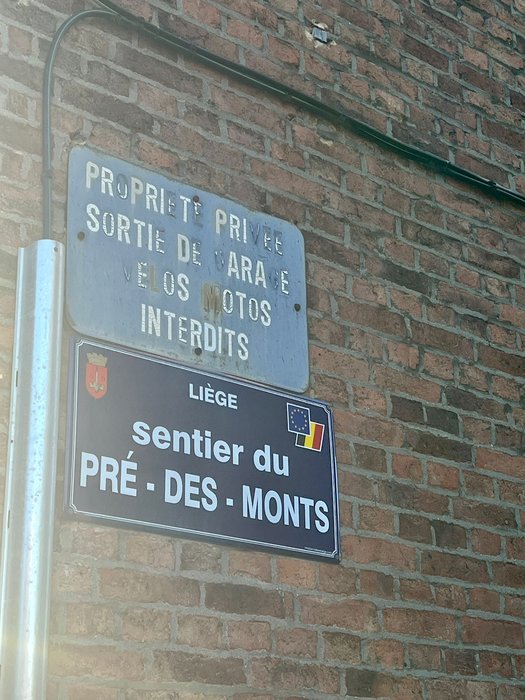 PROPRIETE PRIVEE
SORTIE DE GARAGE
VELOS MOTOS
INTERDITS
LIÈGE
sentier du
PRÉ - DES - MONTS